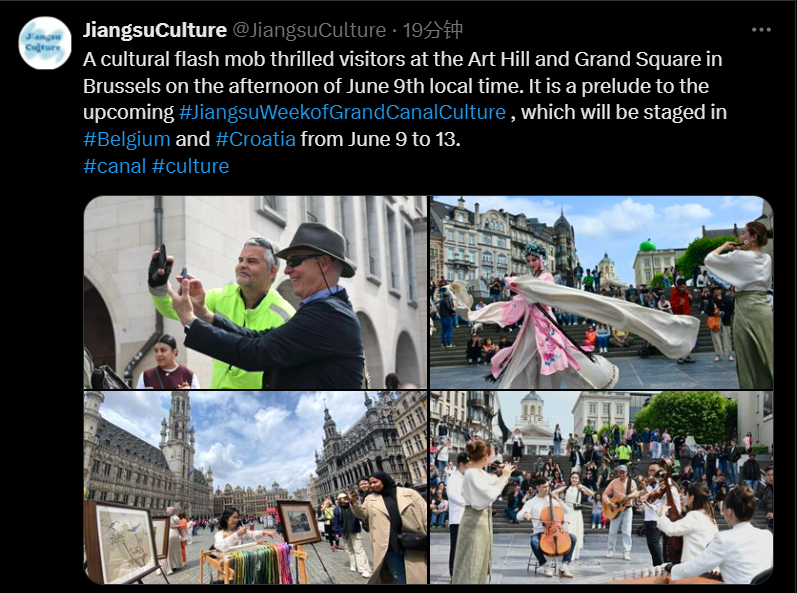 Jiangsu
Culture
JiangsuCulture @JiangsuCulture · 19分钟
A cultural flash mob thrilled visitors at the Art Hill and Grand Square in
Brussels on the afternoon of June 9th local time. It is a prelude to the
upcoming #JiangsuWeekofGrandCanalCulture , which will be staged in
#Belgium and #Croatia from June 9 to 13.
#canal #culture